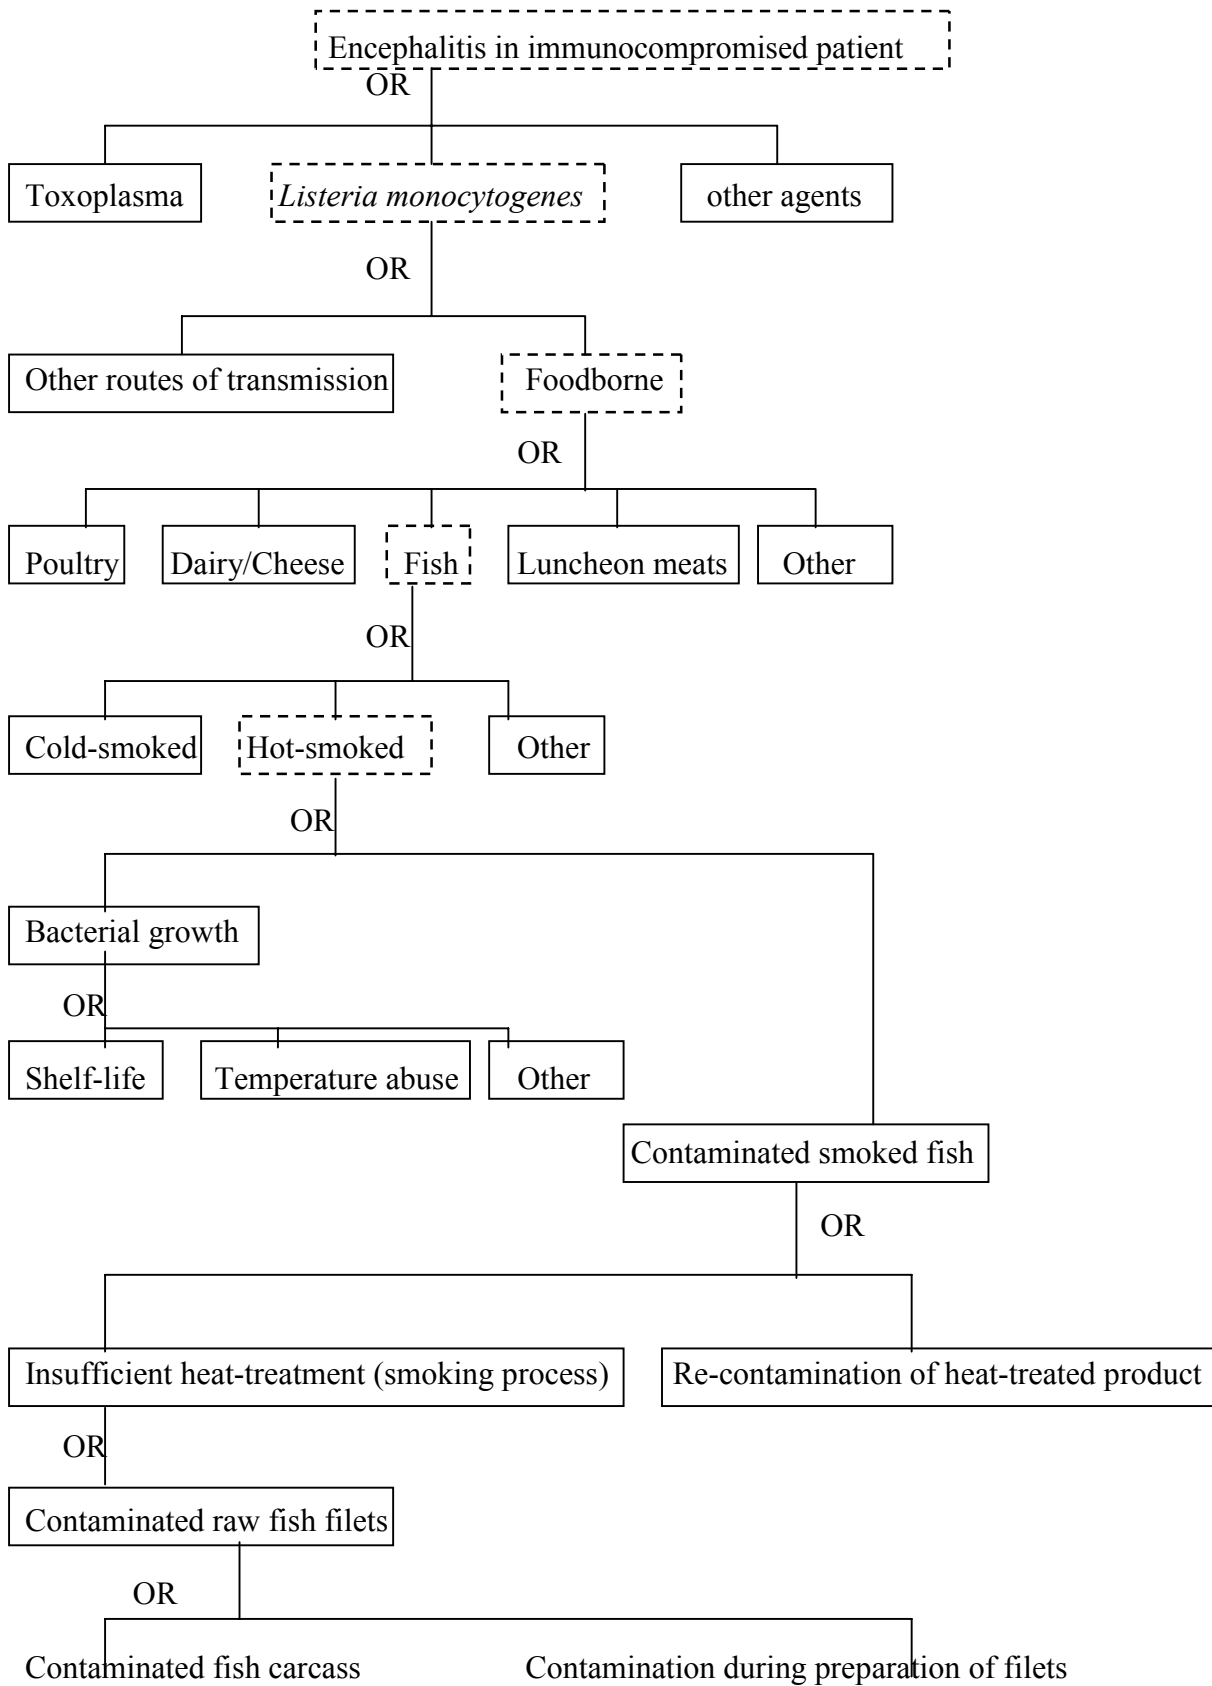 Encephalitis in immunocompromised patient
OR
Toxoplasma Listeria monocytogenes other agents
OR
Other routes of transmission Foodborne
OR
Poultry Dairy/Cheese Fish Luncheon meats Other
OR
Cold-smoked Hot-smoked Other
OR
Bacterial growth
OR
Shelf-life Temperature abuse Other
Contaminated smoked fish
OR
Insufficient heat-treatment (smoking process) Re-contamination of heat-treated product
OR
Contaminated raw fish filets
OR
Contaminated fish carcass Contamination during preparation of filets